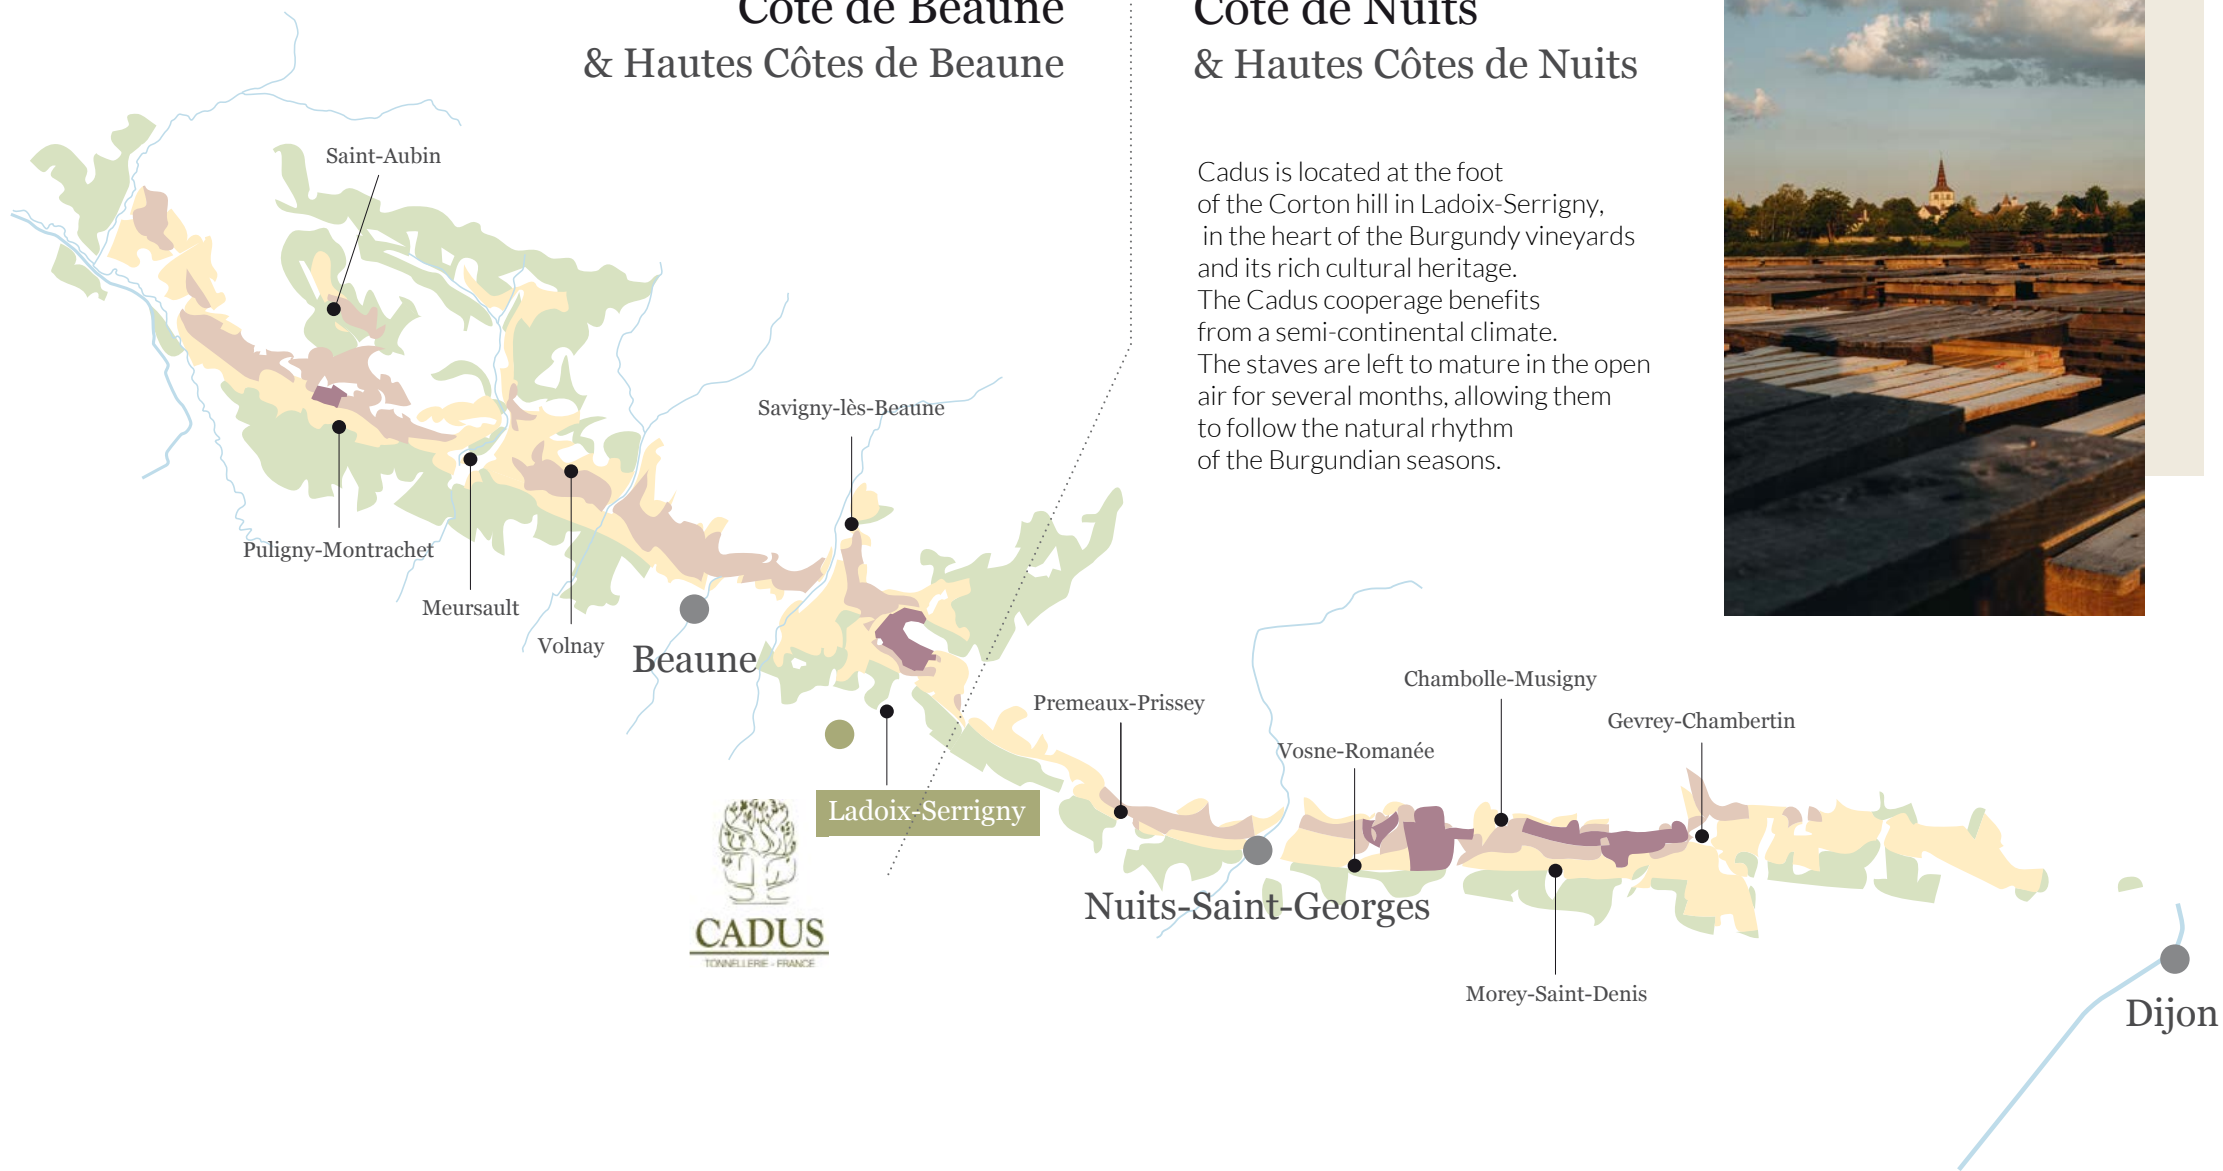 Côte de Beaune
& Hautes Côtes de Beaune
Côte de Nuits
& Hautes Côtes de Nuits
Cadus is located at the foot
of the Corton hill in Ladoix-Serrigny,
in the heart of the Burgundy vineyards
and its rich cultural heritage.
The Cadus cooperage benefits
from a semi-continental climate.
The staves are left to mature in the open
air for several months, allowing them
to follow the natural rhythm
of the Burgundian seasons.
Saint-Aubin
Savigny-lès-Beaune
Puligny-Montrachet
Meursault
Volnay
Beaune
Premeaux-Prissey
Chambolle-Musigny
Gevrey-Chambertin
Vosne-Romanée
Ladoix-Serrigny
CADUS
TONNELLERIE - FRANCE
Nuits-Saint-Georges
Morey-Saint-Denis
Dijon